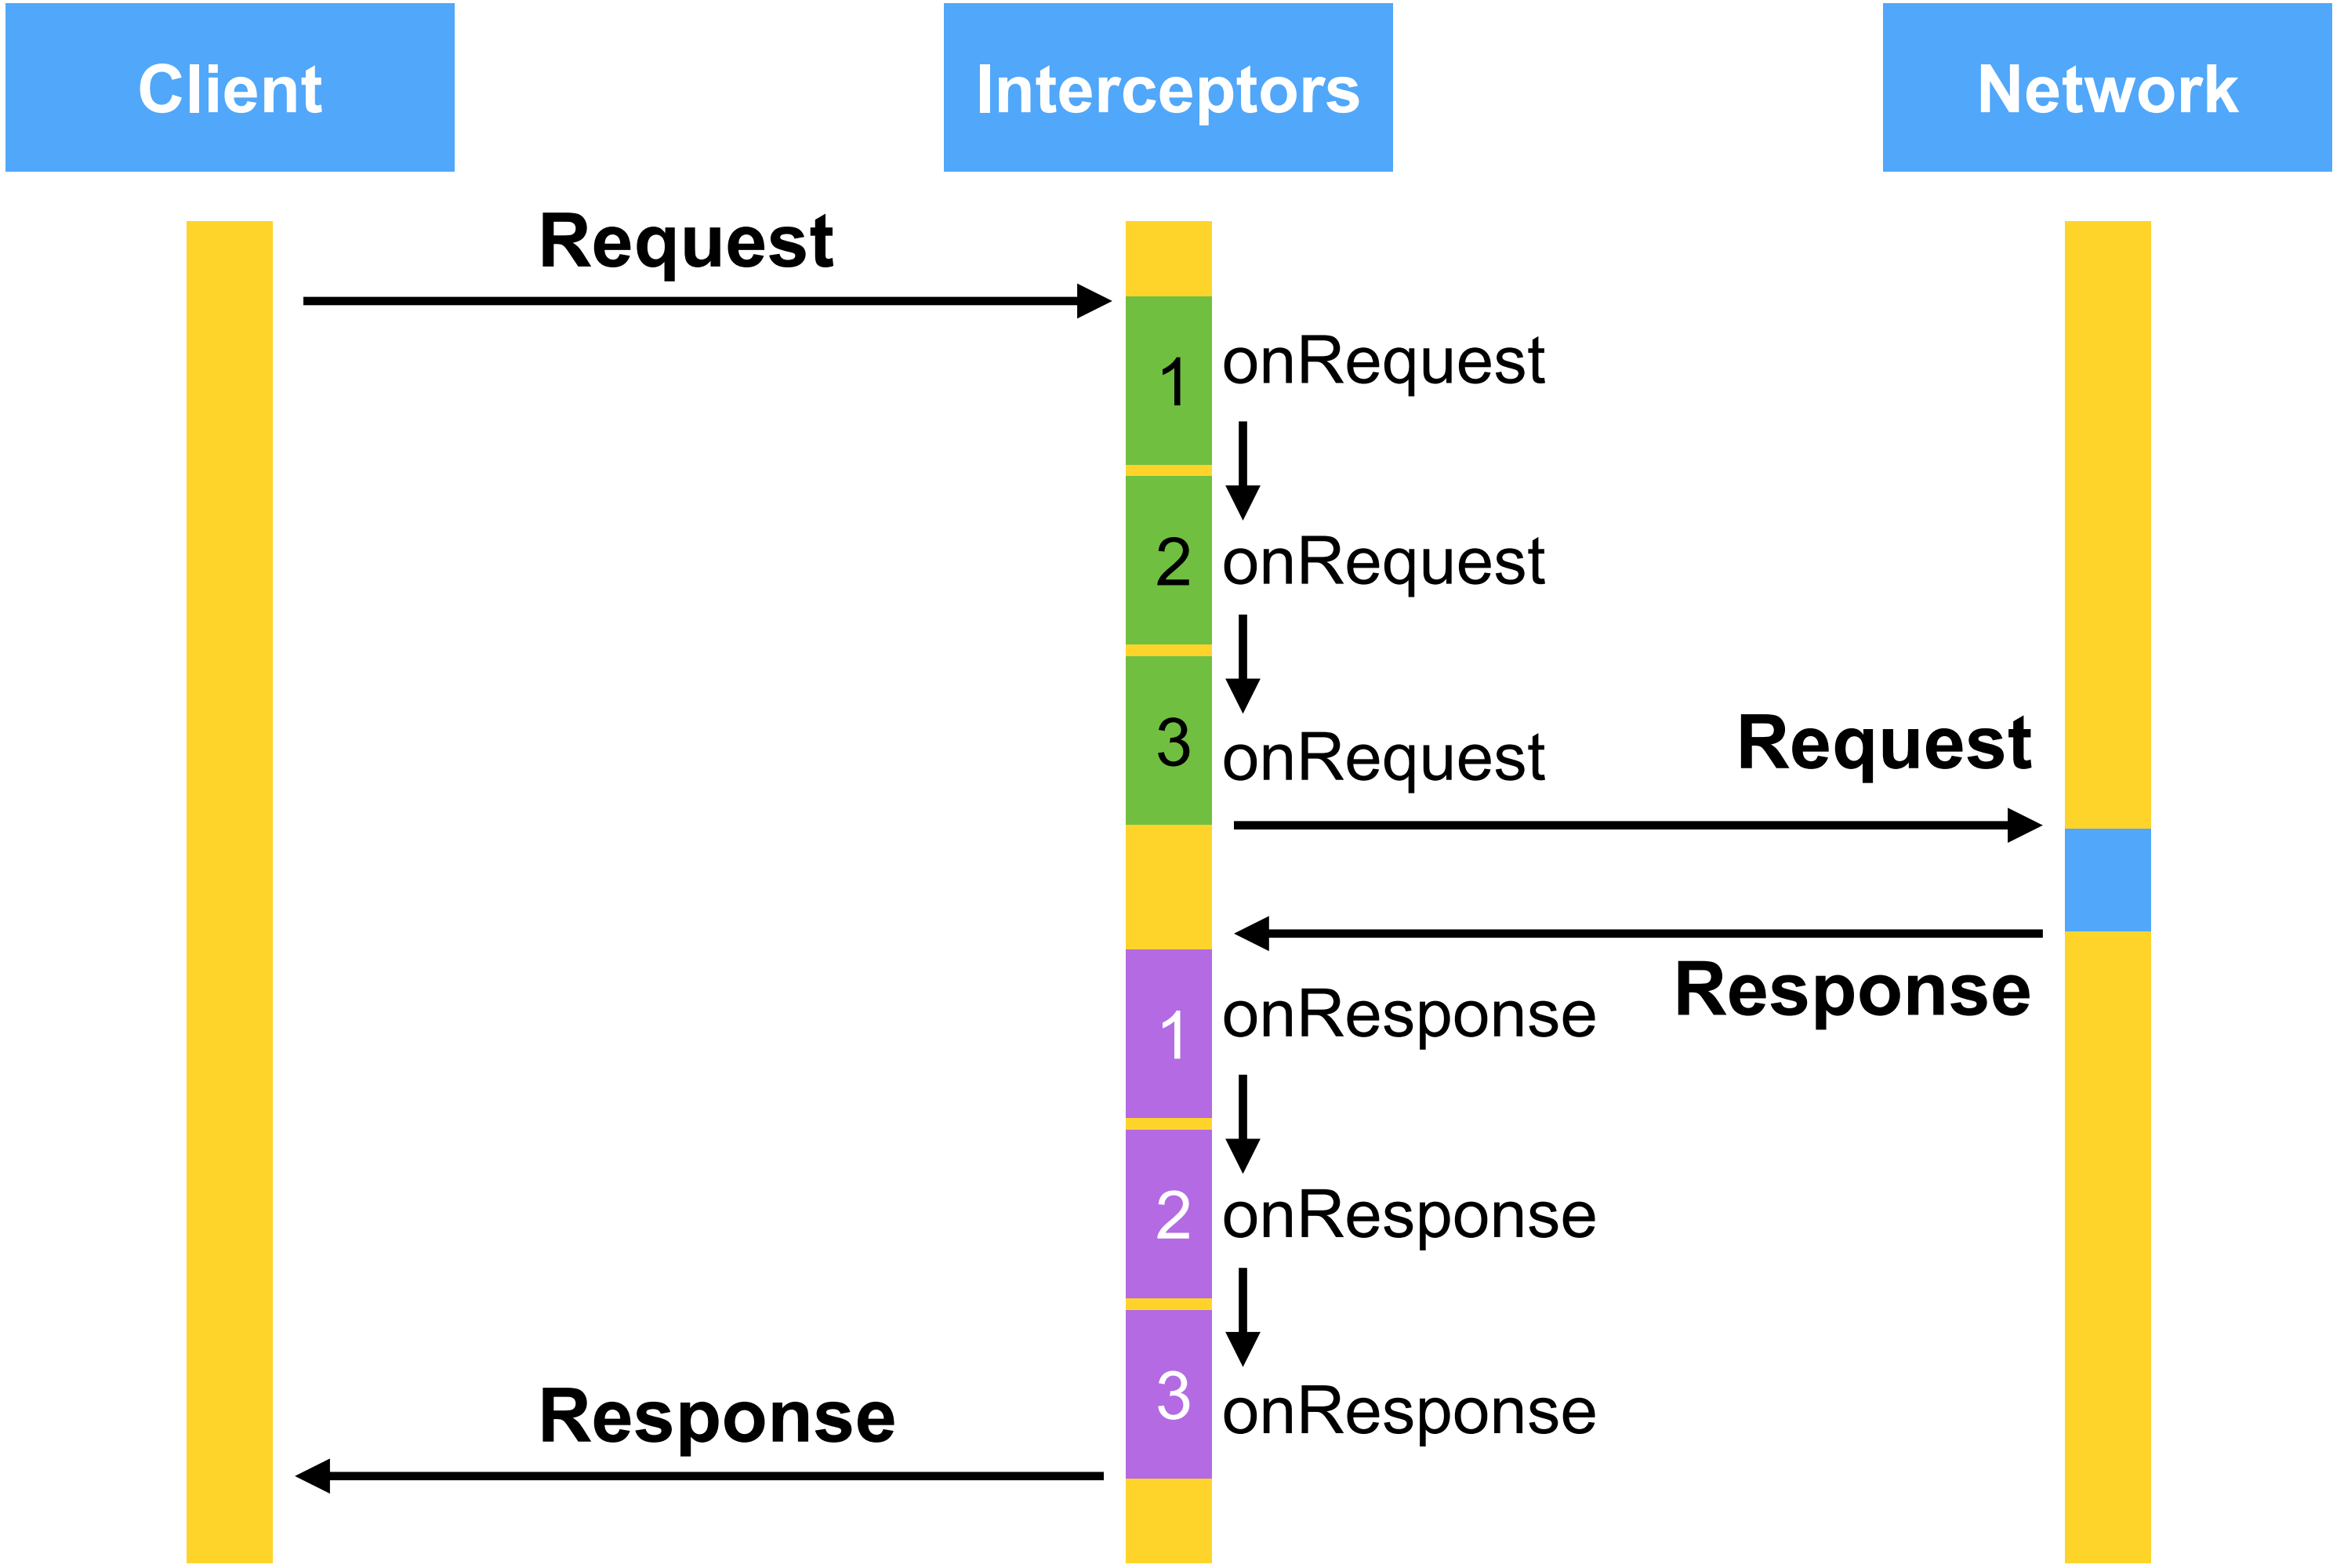 Client
Interceptors
Network
Request
1
onRequest
2
onRequest
3
onRequest
Request
Response
1
onResponse
2
onResponse
3
onResponse
Response